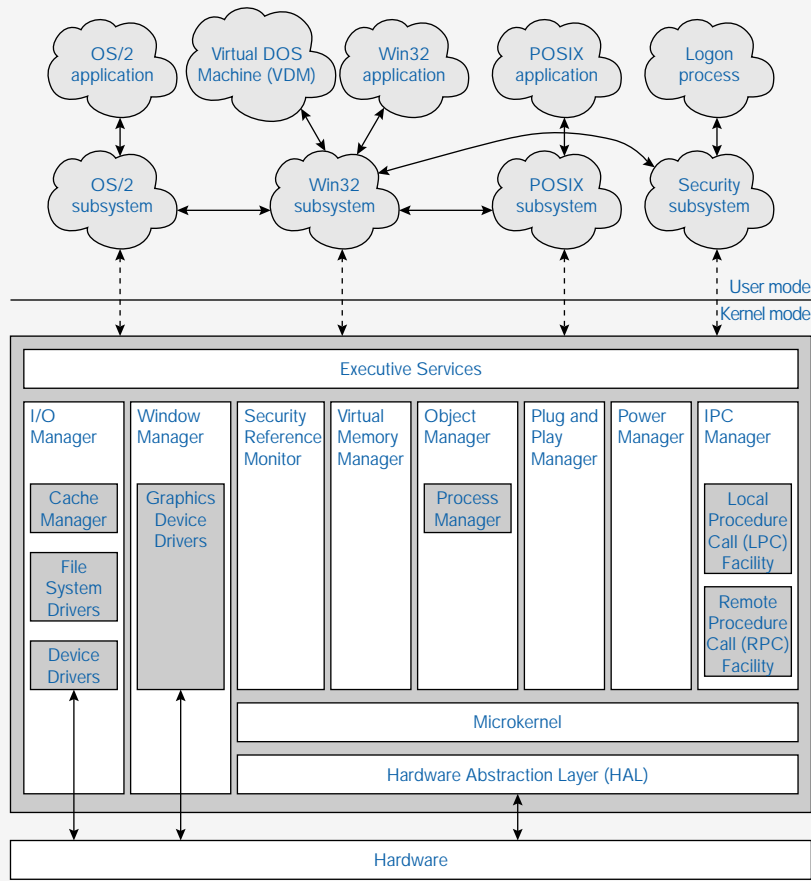 OS/2
application
Virtual DOS
Machine (VDM)
Win32
application
POSIX
application
Logon
process
OS/2
subsystem
Win32
subsystem
POSIX
subsystem
Security
subsystem
User mode
Kernel mode
Executive Services
I/O
Manager
Window
Manager
Security
Reference
Monitor
Virtual
Memory
Manager
Object
Manager
Plug and
Play
Manager
Power
Manager
IPC
Manager
Cache
Manager
File
System
Drivers
Device
Drivers
Graphics
Device
Drivers
Process
Manager
Local
Procedure
Call (LPC)
Facility
Remote
Procedure
Call (RPC)
Facility
Microkernel
Hardware Abstraction Layer (HAL)
Hardware